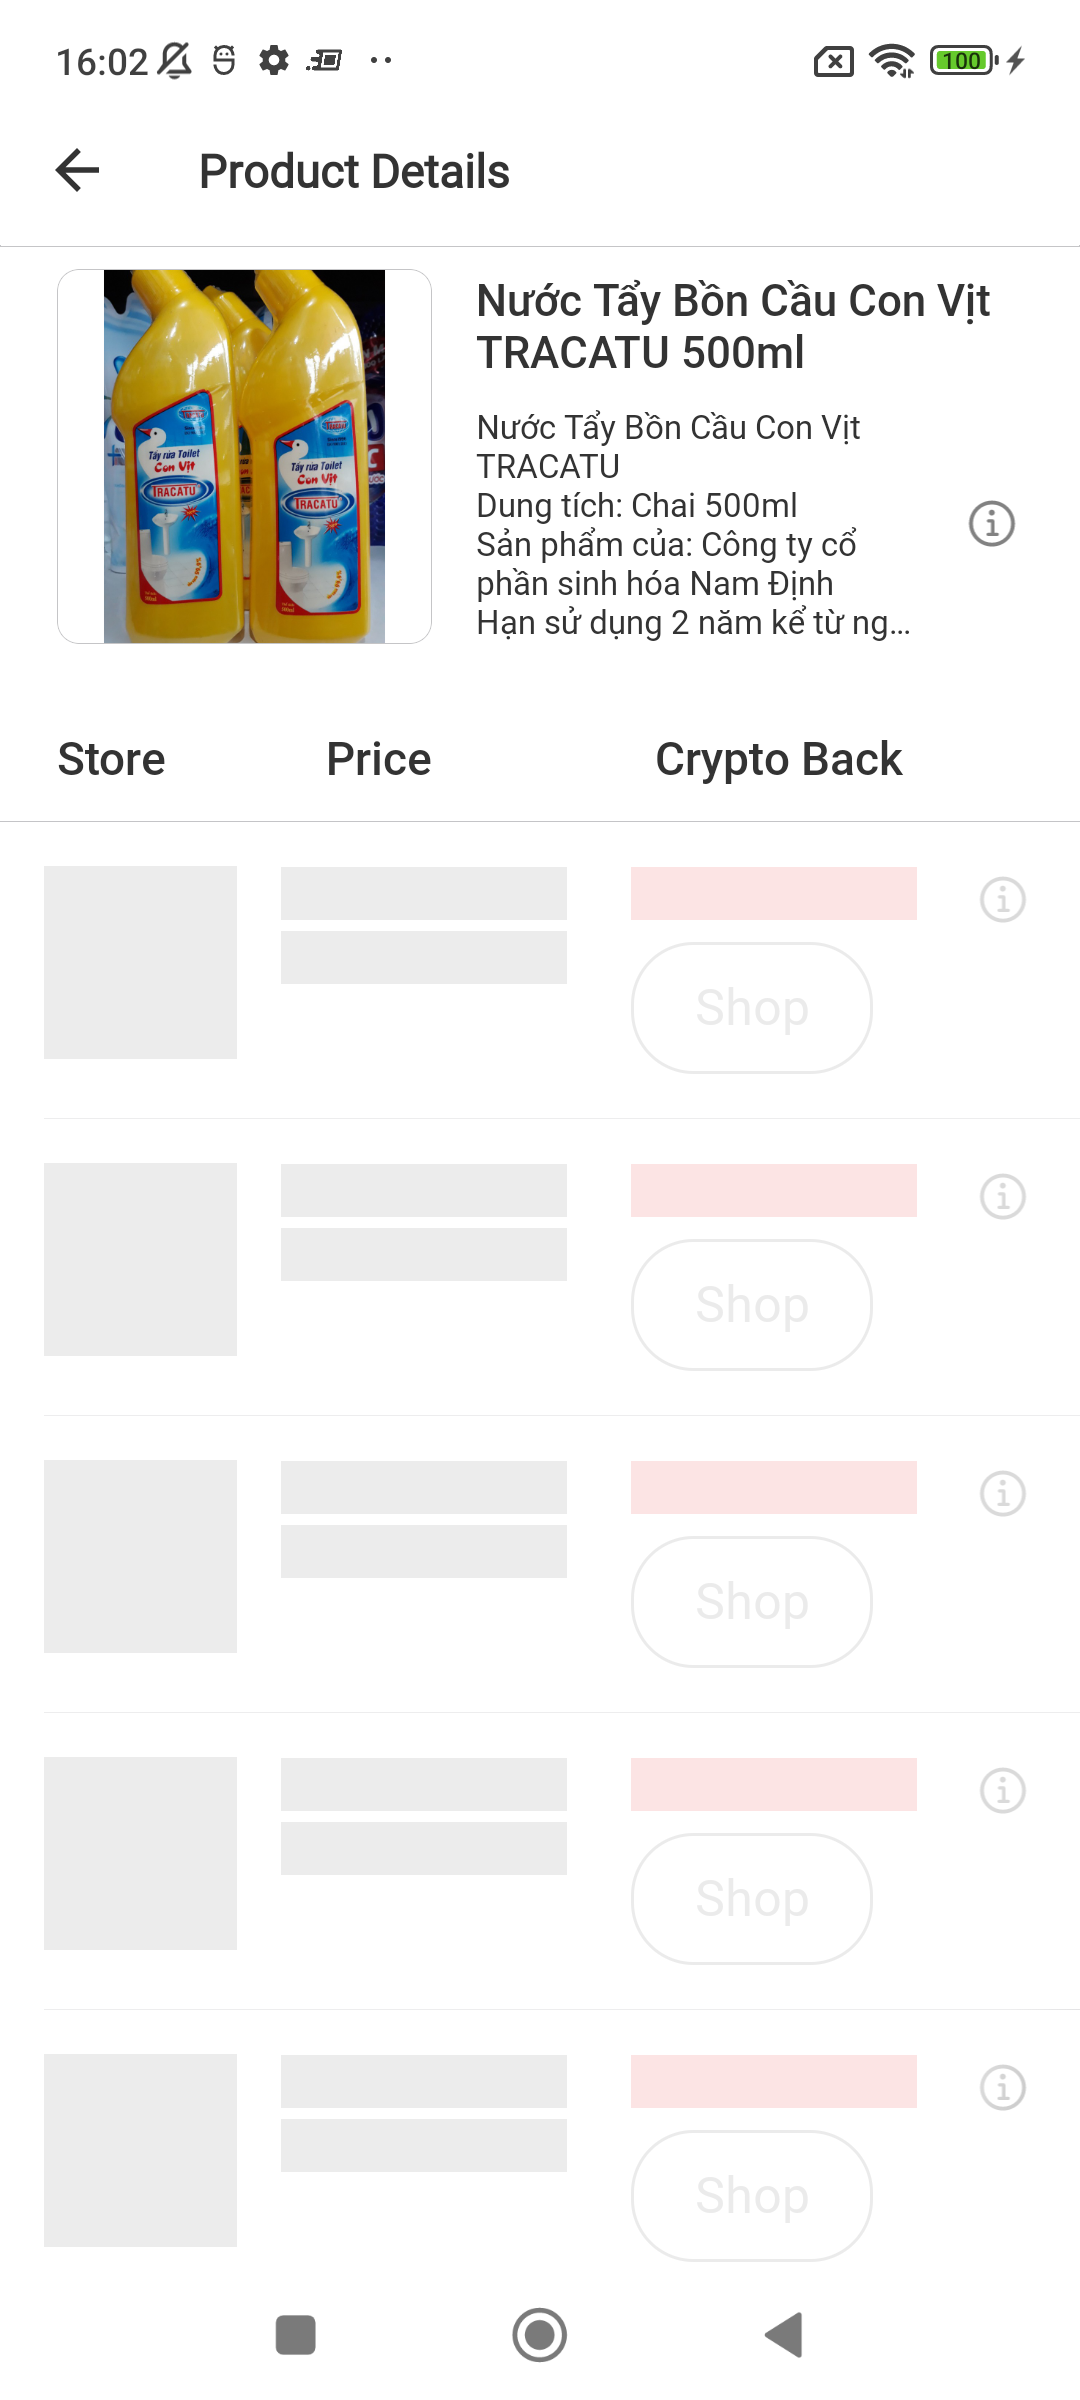 16:02
100
Product Details
Nước Tẩy Bồn Cầu Con Vịt
TRACATU 500ml
Tẩy rửa Toilet
Con Vịt
TRACATU
Tẩy rửa Toilet
Con Vịt
TRACATU
Nước Tẩy Bồn Cầu Con Vịt
TRACATU
Dung tích: Chai 500ml
Sản phẩm của: Công ty cổ
phần sinh hóa Nam Định
Hạn sử dụng 2 năm kể từ ng...
Store Price Crypto Back
Shop
Shop
Shop
Shop
Shop